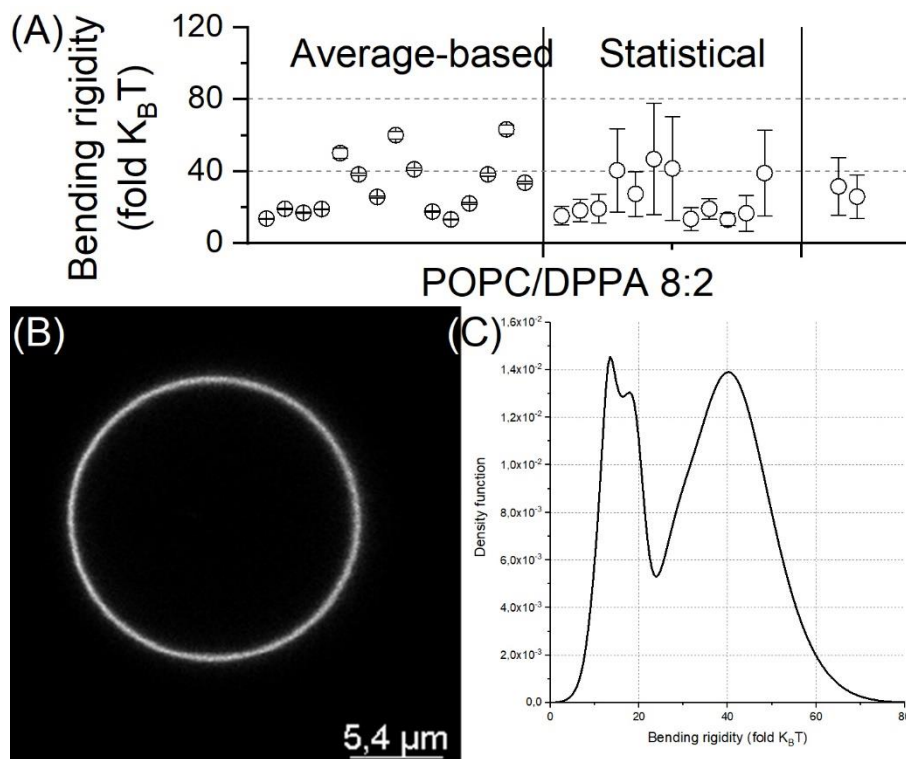 (A)
Bending rigidity
(fold K_BT)
120
80
40
0
Average-based
Statistical
POPC/DPPA 8:2
(B)
5,4 µm
(C)
Density function
1,6x10⁻²
1,4x10⁻²
1,2x10⁻²
1,0x10⁻²
8,0x10⁻³
6,0x10⁻³
4,0x10⁻³
2,0x10⁻³
0,0
0
20
40
60
80
Bending rigidity (fold K_BT)